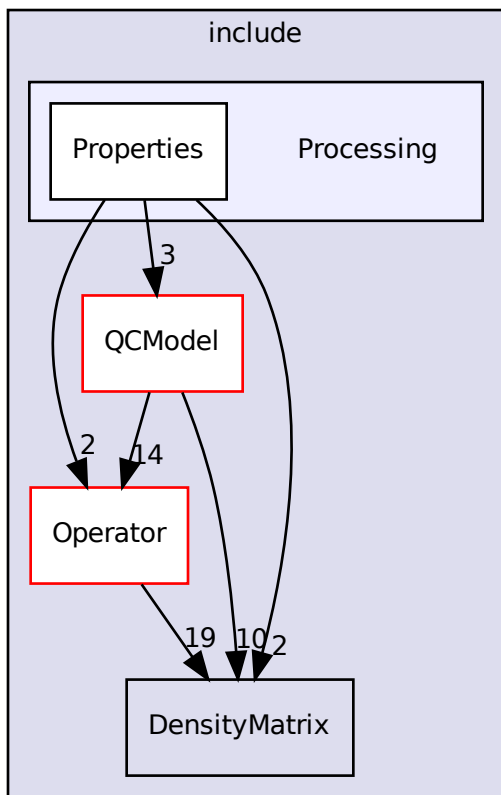 include
Properties
Processing
3
QCModel
2
14
Operator
19
10
2
DensityMatrix